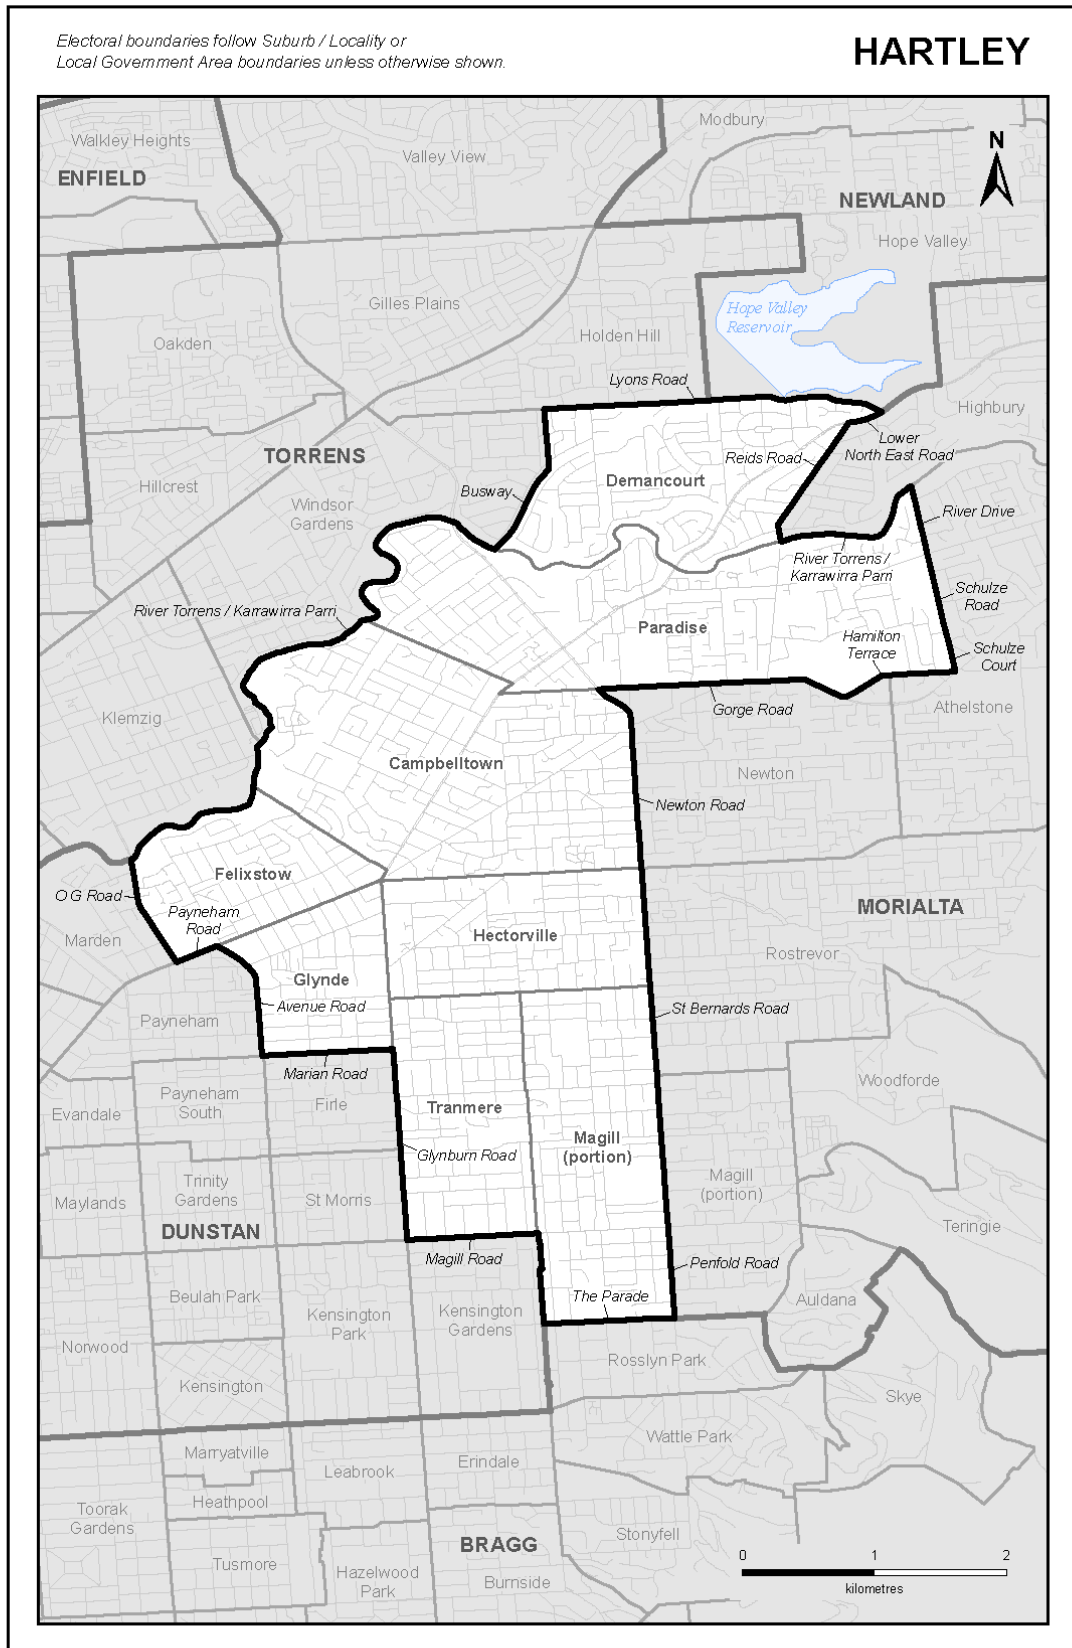 Electoral boundaries follow Suburb / Locality or
Local Government Area boundaries unless otherwise shown.
HARTLEY
Modbury
Walkley Heights
Valley View
N
ENFIELD
NEWLAND
Hope Valley
Gilles Plains
Hope Valley
Reservoir
Holden Hill
Oakden
Lyons Road
Highbury
Lower
North East Road
TORRENS
Reids Road
Dernancourt
Hillcrest
Busway
Windsor
Gardens
River Drive
River Torrens /
Karrawirra Parri
Schulze
Road
River Torrens / Karrawirra Parri
Paradise
Hamilton
Terrace
Schulze
Court
Gorge Road
Athelstone
Klemzig
Campbelltown
Newton
Newton Road
Felixstow
O G Road
Payneham
Road
MORIALTA
Marden
Hectorville
Rostrevor
Glynde
Avenue Road
St Bernards Road
Payneham
Marian Road
Woodforde
Payneham
South
Firle
Evandale
Tranmere
Magill
(portion)
Glynburn Road
Magill
(portion)
Trinity
Gardens
St Morris
Maylands
DUNSTAN
Teringie
Magill Road
Penfold Road
Beulah Park
The Parade
Auldana
Kensington
Park
Kensington
Gardens
Norwood
Rosslyn Park
Kensington
Skye
Wattle Park
Marryatville
Erindale
Leabrook
Heathpool
Toorak
Gardens
Stonyfell
BRAGG
Tusmore
Hazelwood
Park
Burnside
0 1 2
kilometres